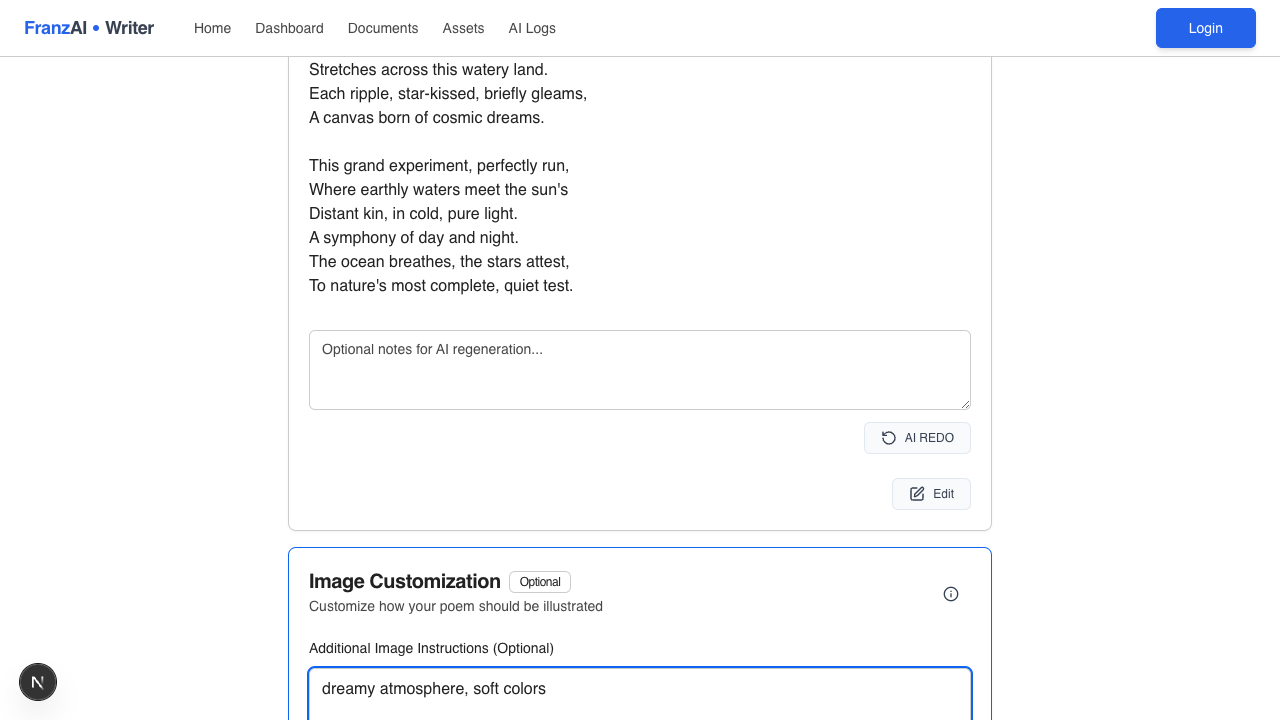 FranzAI • Writer
Home
Dashboard
Documents
Assets
AI Logs
Login
Stretches across this watery land.
Each ripple, star-kissed, briefly gleams,
A canvas born of cosmic dreams.
This grand experiment, perfectly run,
Where earthly waters meet the sun's
Distant kin, in cold, pure light.
A symphony of day and night.
The ocean breathes, the stars attest,
To nature's most complete, quiet test.
Optional notes for AI regeneration...
AI REDO
Edit
Image Customization
Optional
Customize how your poem should be illustrated
Additional Image Instructions (Optional)
dreamy atmosphere, soft colors
N